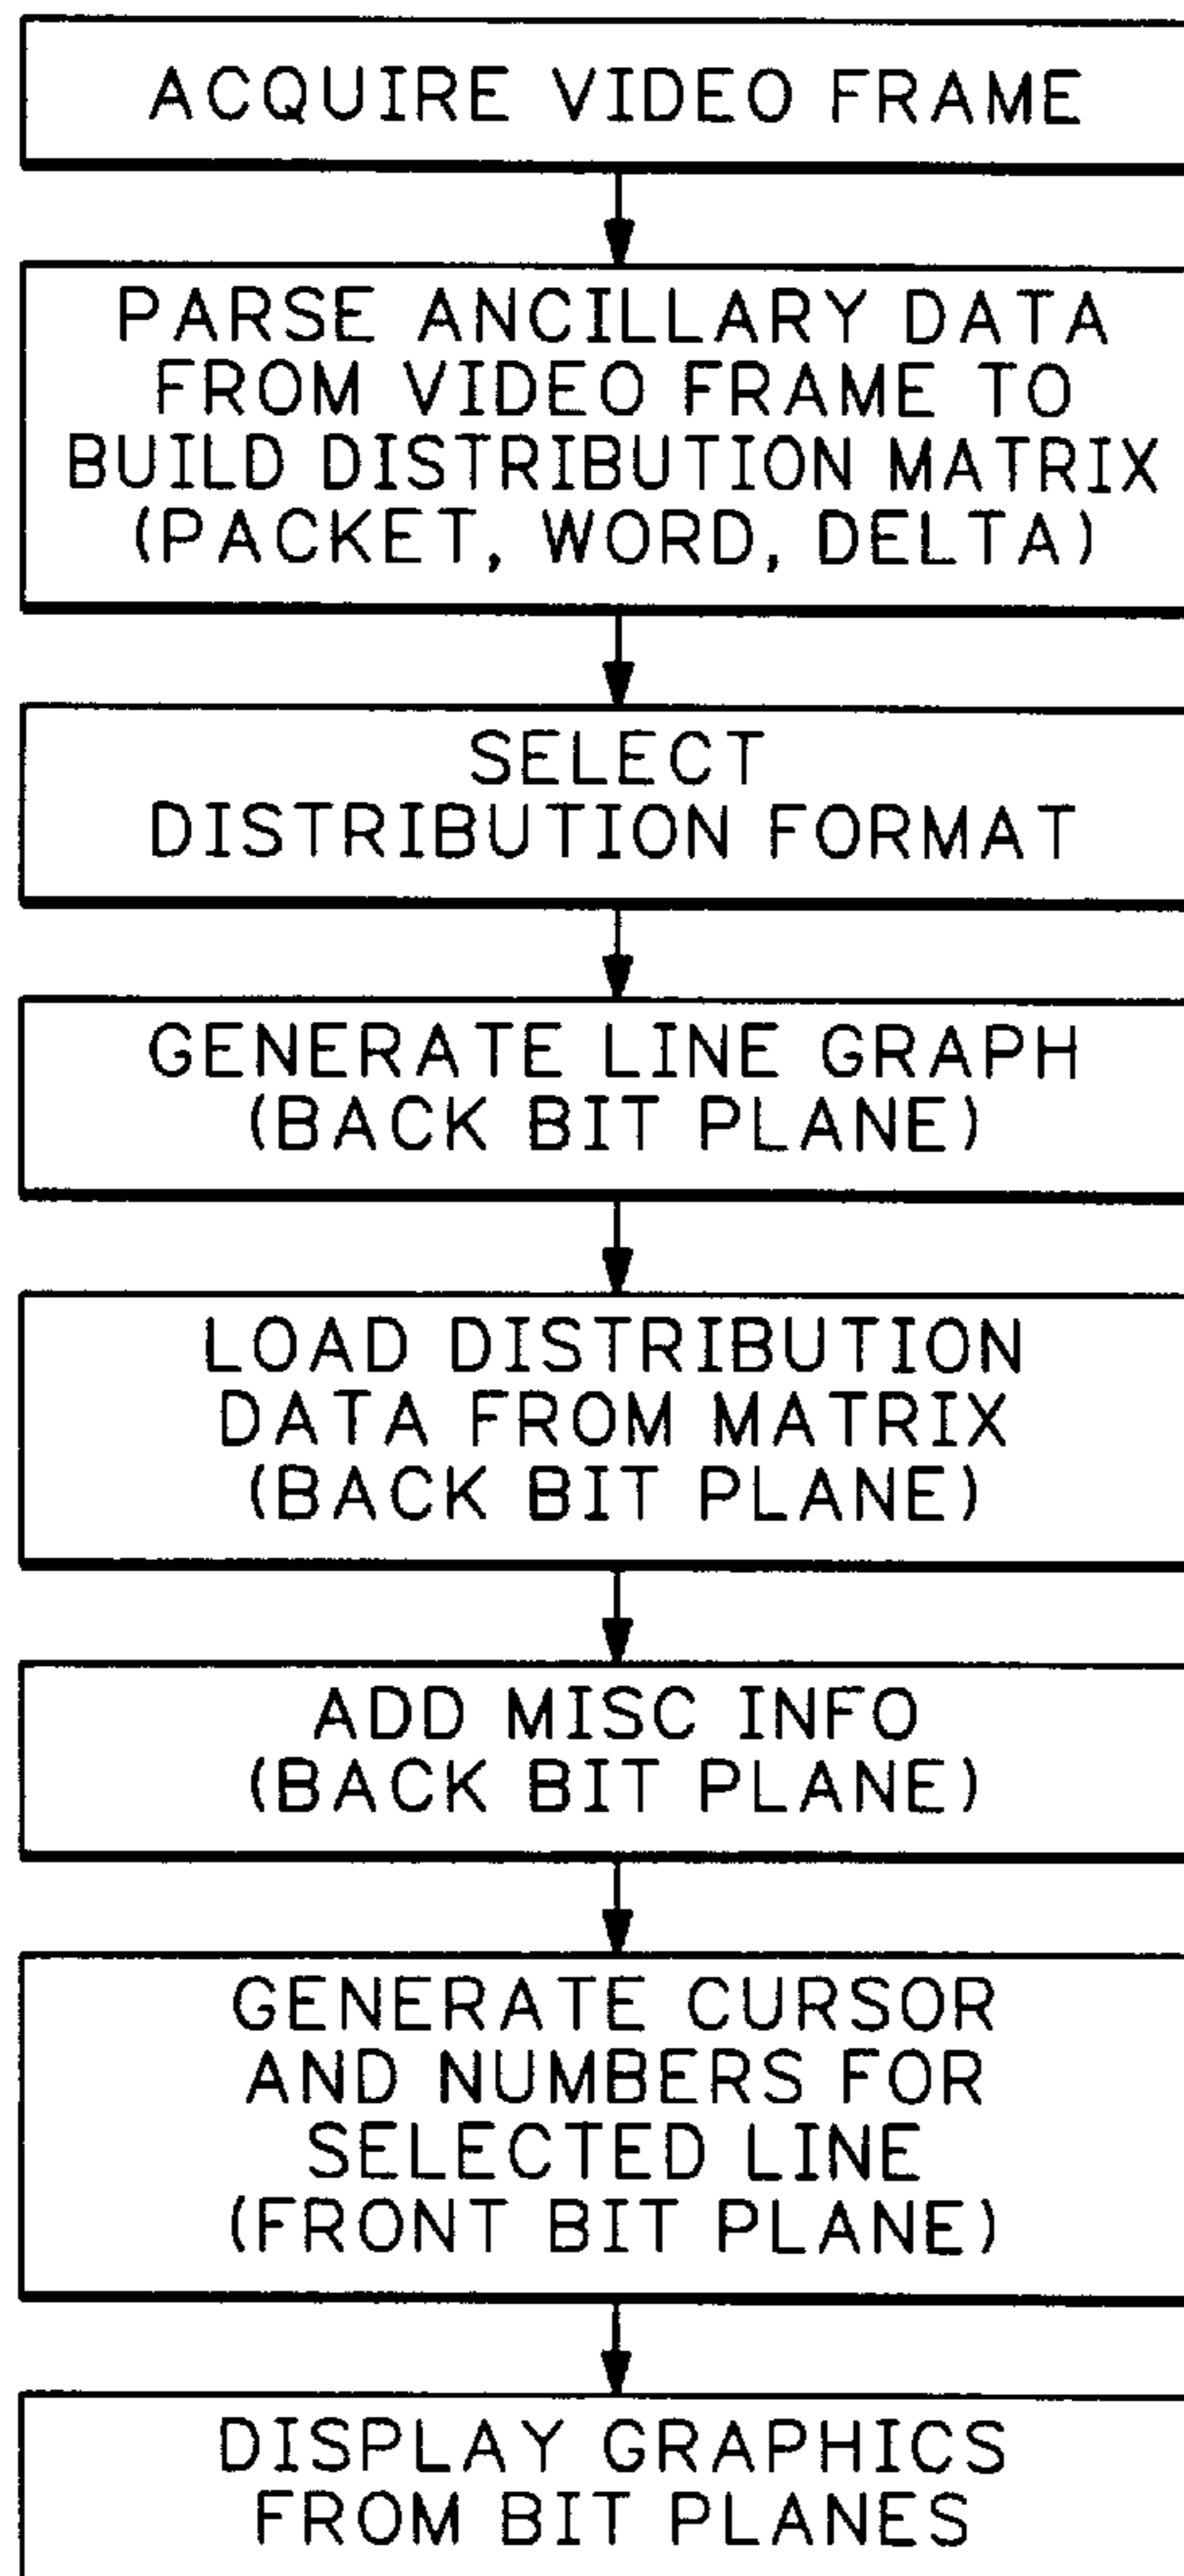 ACQUIRE VIDEO FRAME
PARSE ANCILLARY DATA
FROM VIDEO FRAME TO
BUILD DISTRIBUTION MATRIX
(PACKET, WORD, DELTA)
SELECT
DISTRIBUTION FORMAT
GENERATE LINE GRAPH
(BACK BIT PLANE)
LOAD DISTRIBUTION
DATA FROM MATRIX
(BACK BIT PLANE)
ADD MISC INFO
(BACK BIT PLANE)
GENERATE CURSOR
AND NUMBERS FOR
SELECTED LINE
(FRONT BIT PLANE)
DISPLAY GRAPHICS
FROM BIT PLANES